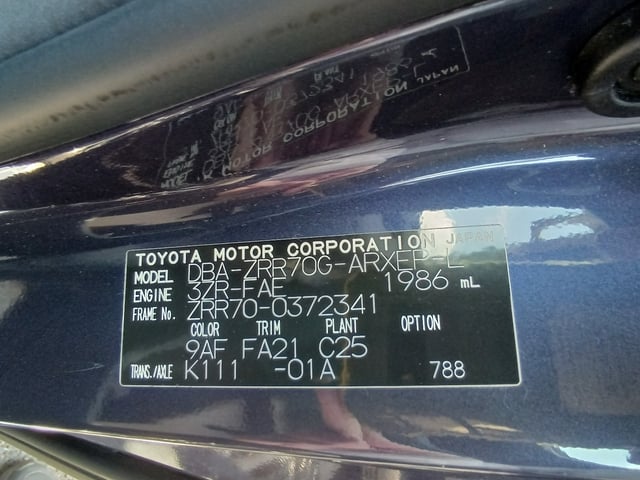 TOYOTA MOTOR CORPORATION JAPAN
MODEL DBA-ZRR70G-ARXEP-L
ENGINE 3ZR-FAE 1986 mL
FRAME No. ZRR70-0372341
COLOR TRIM PLANT OPTION
9AF FA21 C25
TRANS./AXLE K111 -01A 788